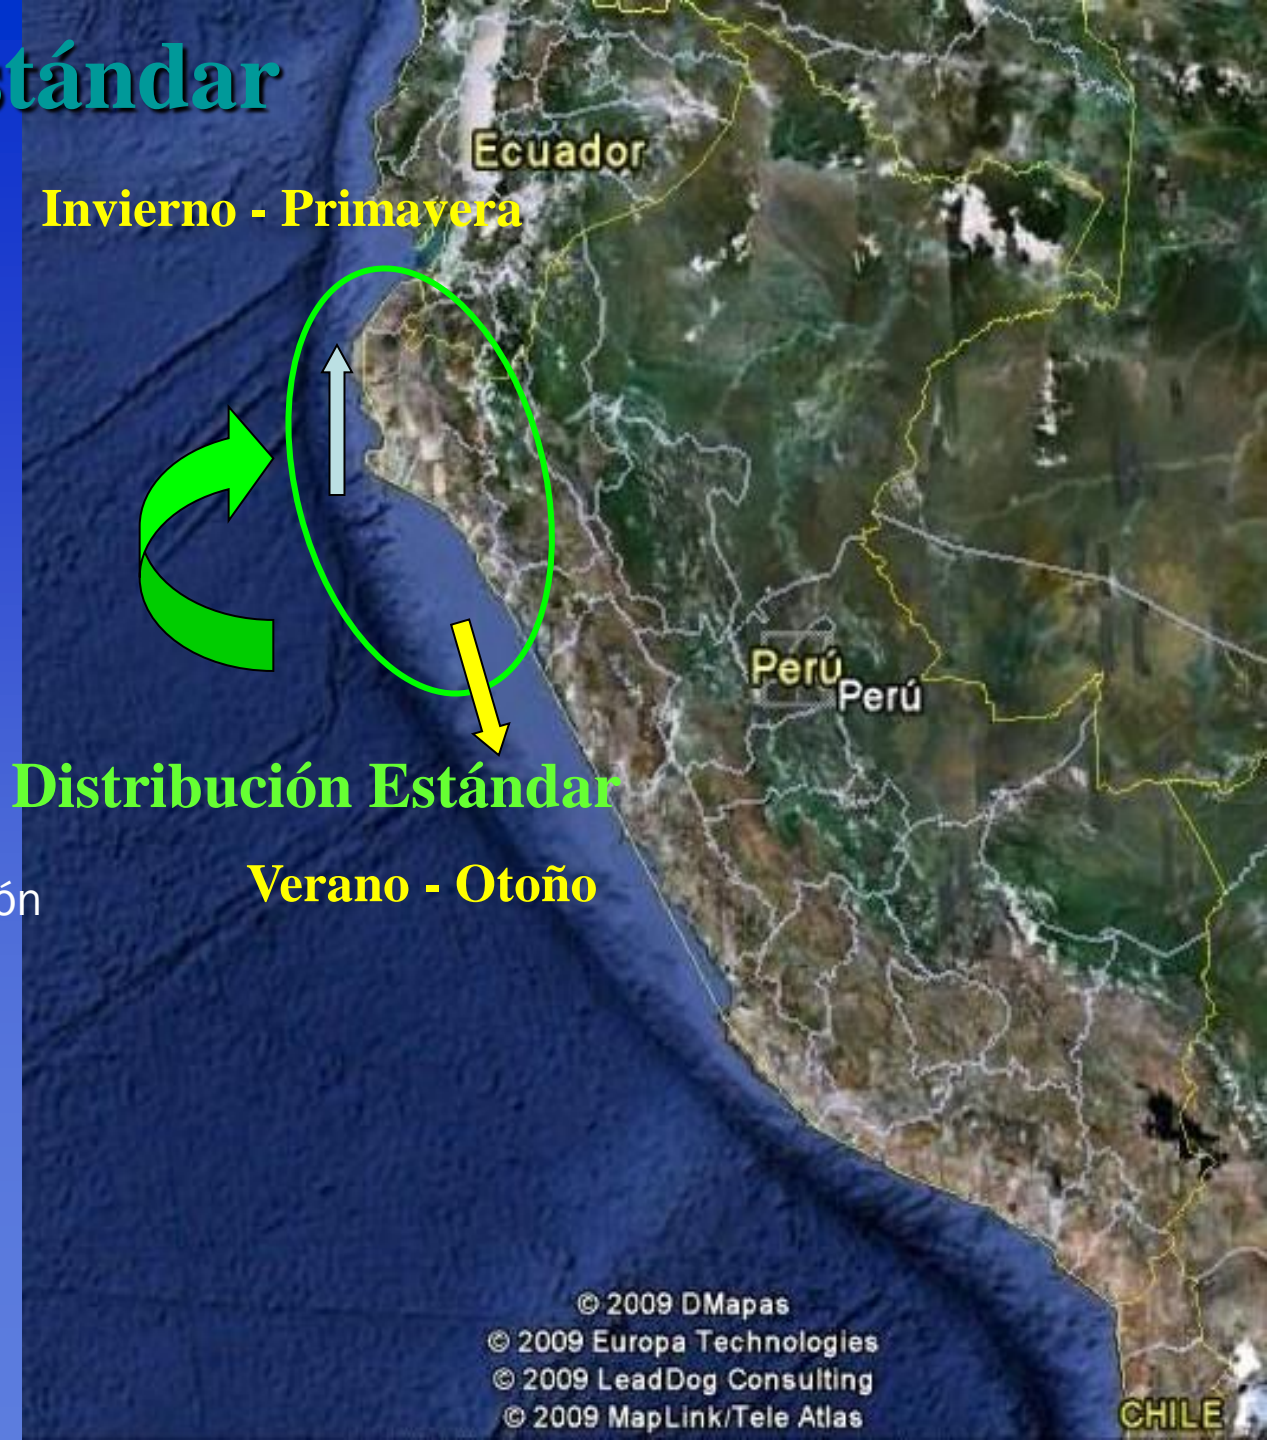 stándar
Ecuador
Invierno - Primavera
Perú
Perú
Distribución Estándar
Verano - Otoño
ón
© 2009 DMapas
© 2009 Europa Technologies
© 2009 LeadDog Consulting
© 2009 MapLink/Tele Atlas
CHILE